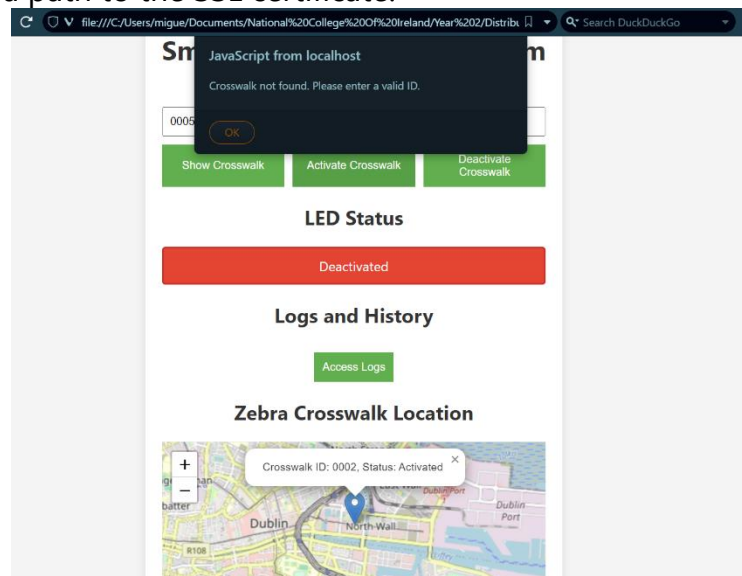 a path to the SSL certificate.
file:///C:/Users/migue/Documents/National%20College%20Of%20Ireland/Year%202/Distribu
Search DuckDuckGo
Sm
m
JavaScript from localhost
Crosswalk not found. Please enter a valid ID.
0005
OK
Show Crosswalk
Activate Crosswalk
Deactivate
Crosswalk
LED Status
Deactivated
Logs and History
Access Logs
Zebra Crosswalk Location
+
−
Crosswalk ID: 0002, Status: Activated
×
East Wall
Dublin Port
Dublin
Port
batter
Dublin
North Wall
R108